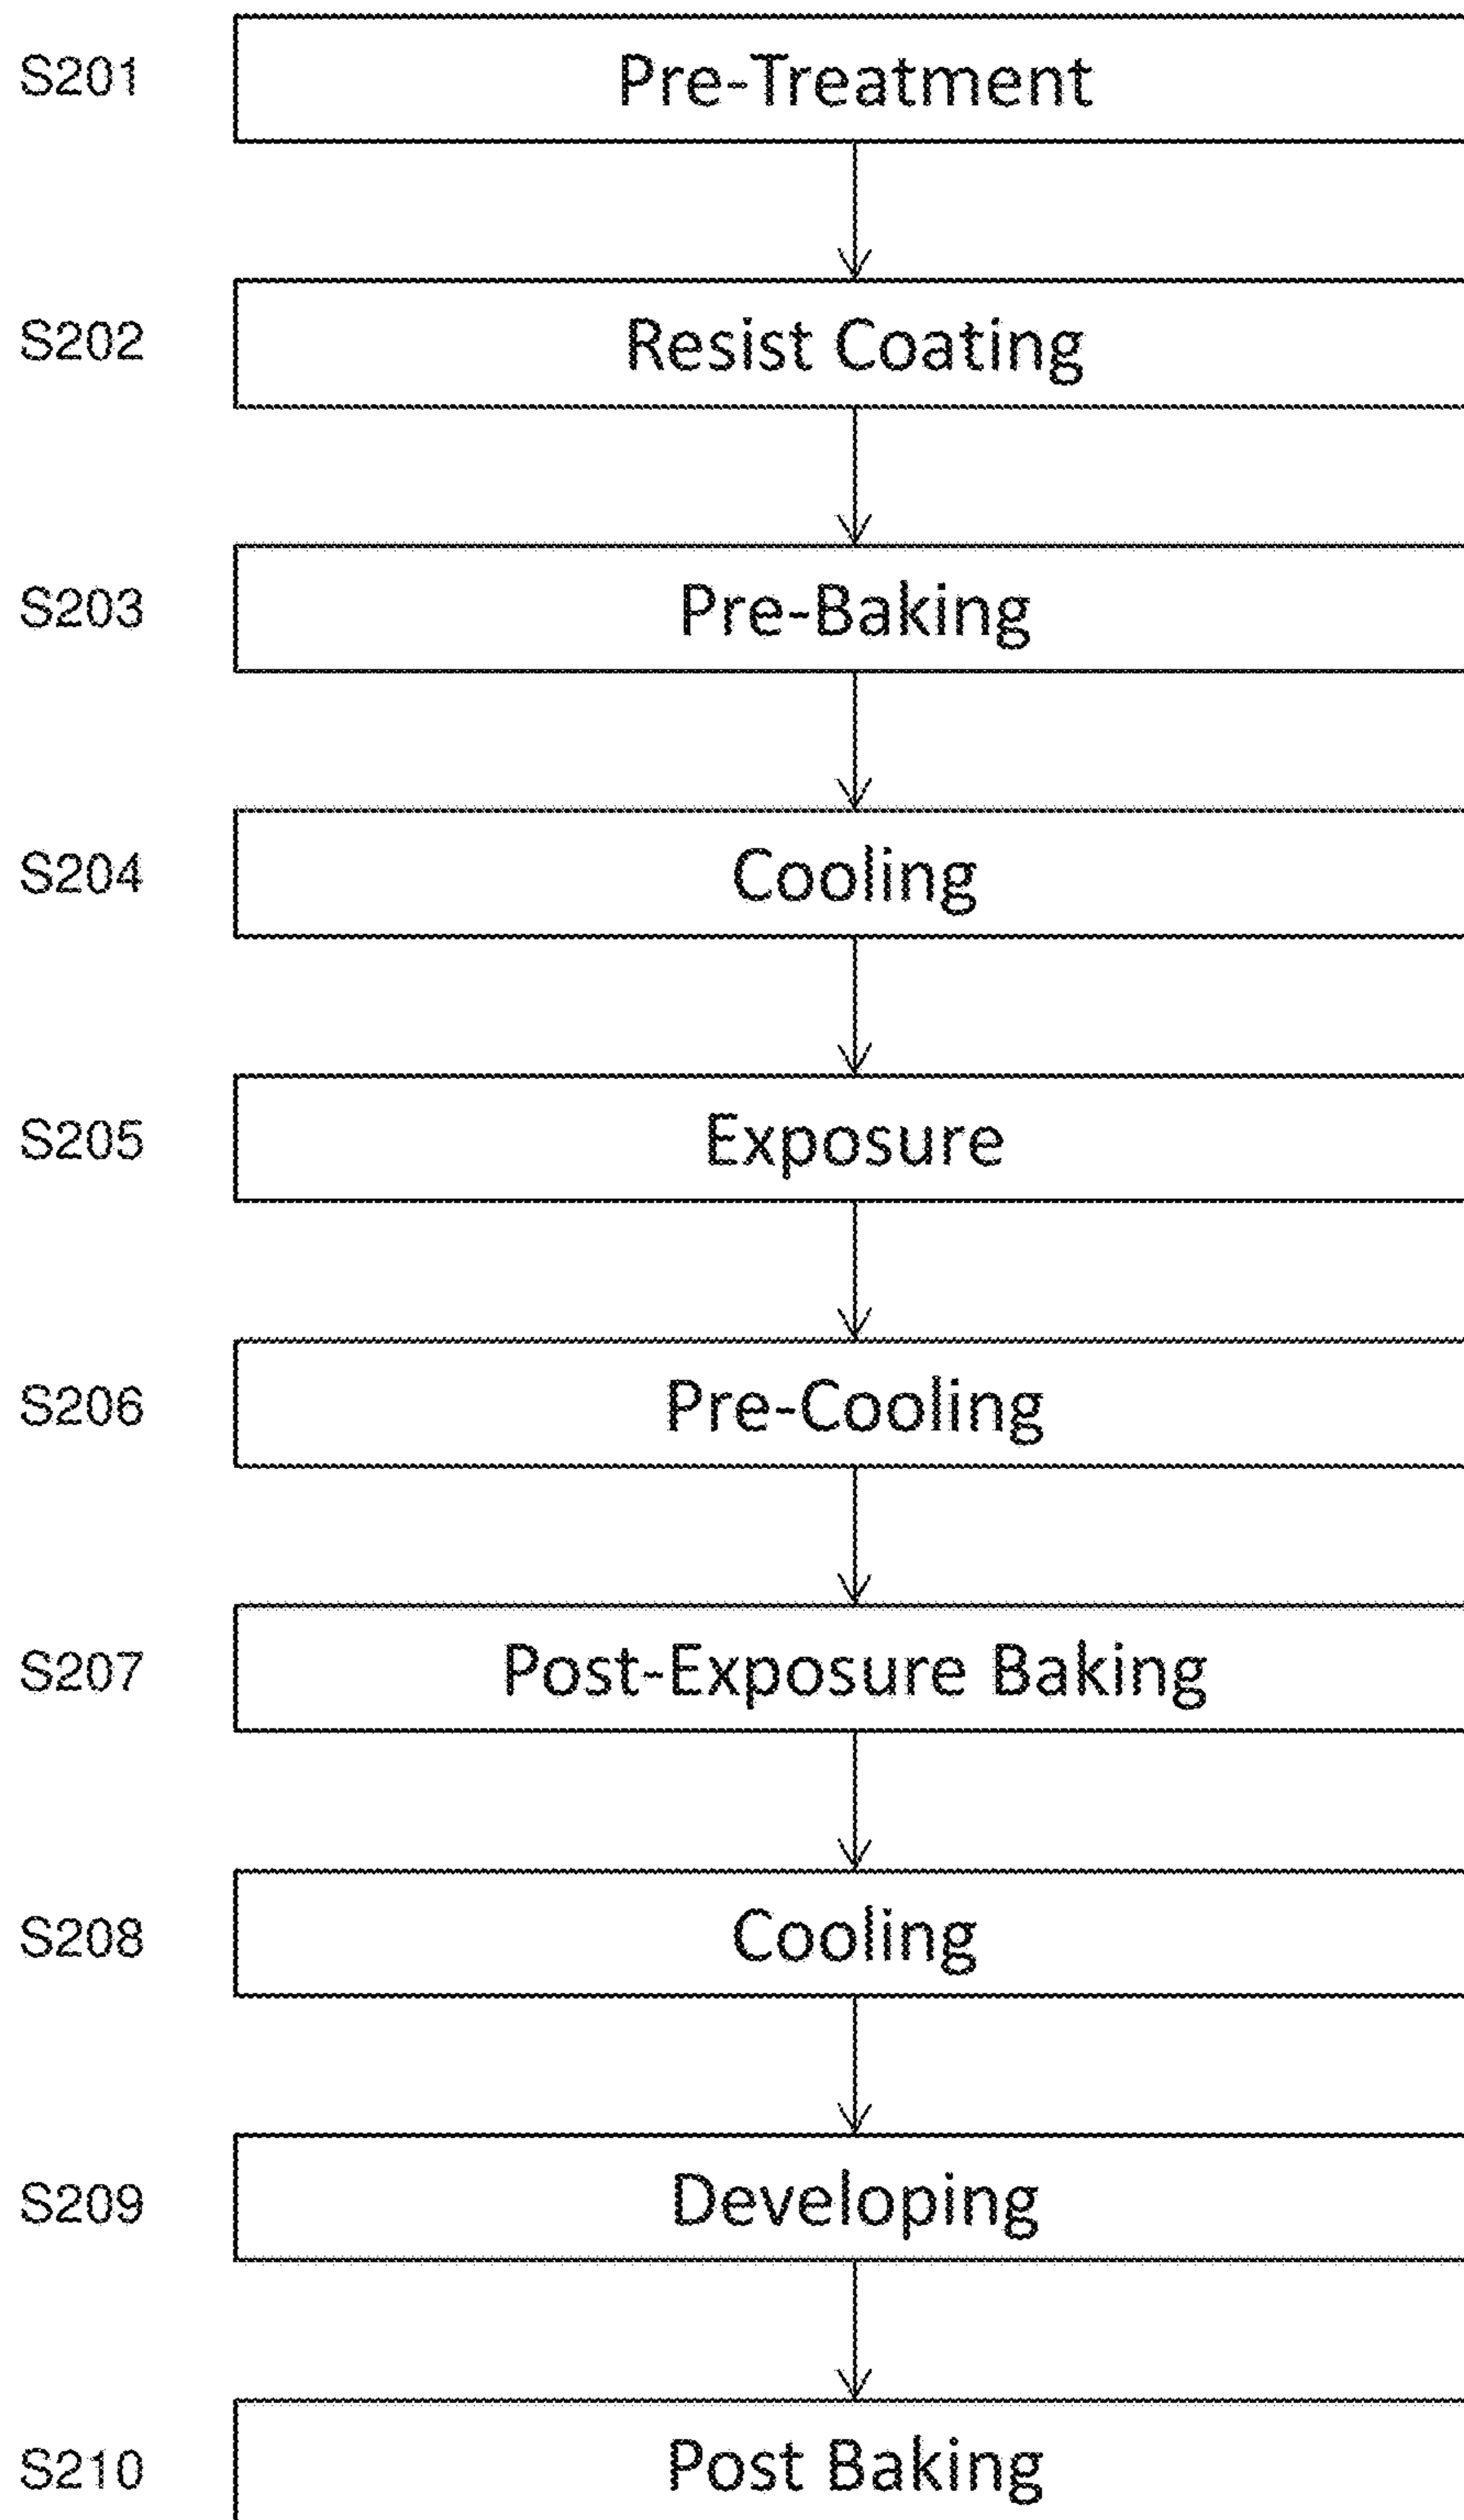 S201 Pre-Treatment
S202 Resist Coating
S203 Pre-Baking
S204 Cooling
S205 Exposure
S206 Pre-Cooling
S207 Post-Exposure Baking
S208 Cooling
S209 Developing
S210 Post Baking